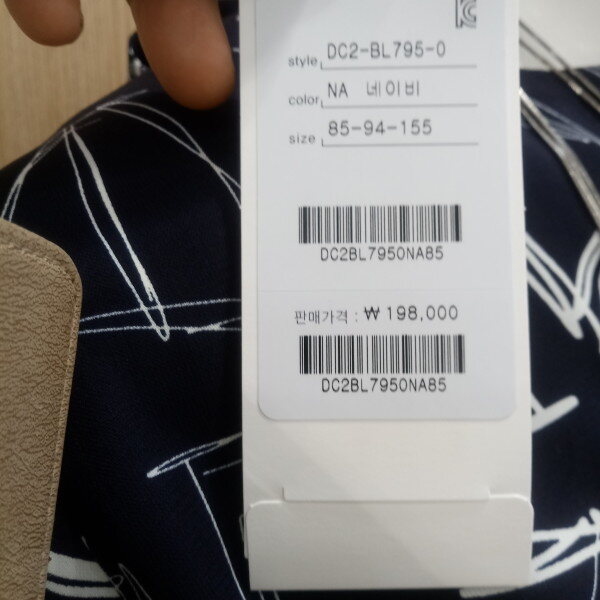 style DC2-BL795-0
color NA 네이비
size 85-94-155
DC2BL7950NA85
판매가격 : ₩ 198,000
DC2BL7950NA85